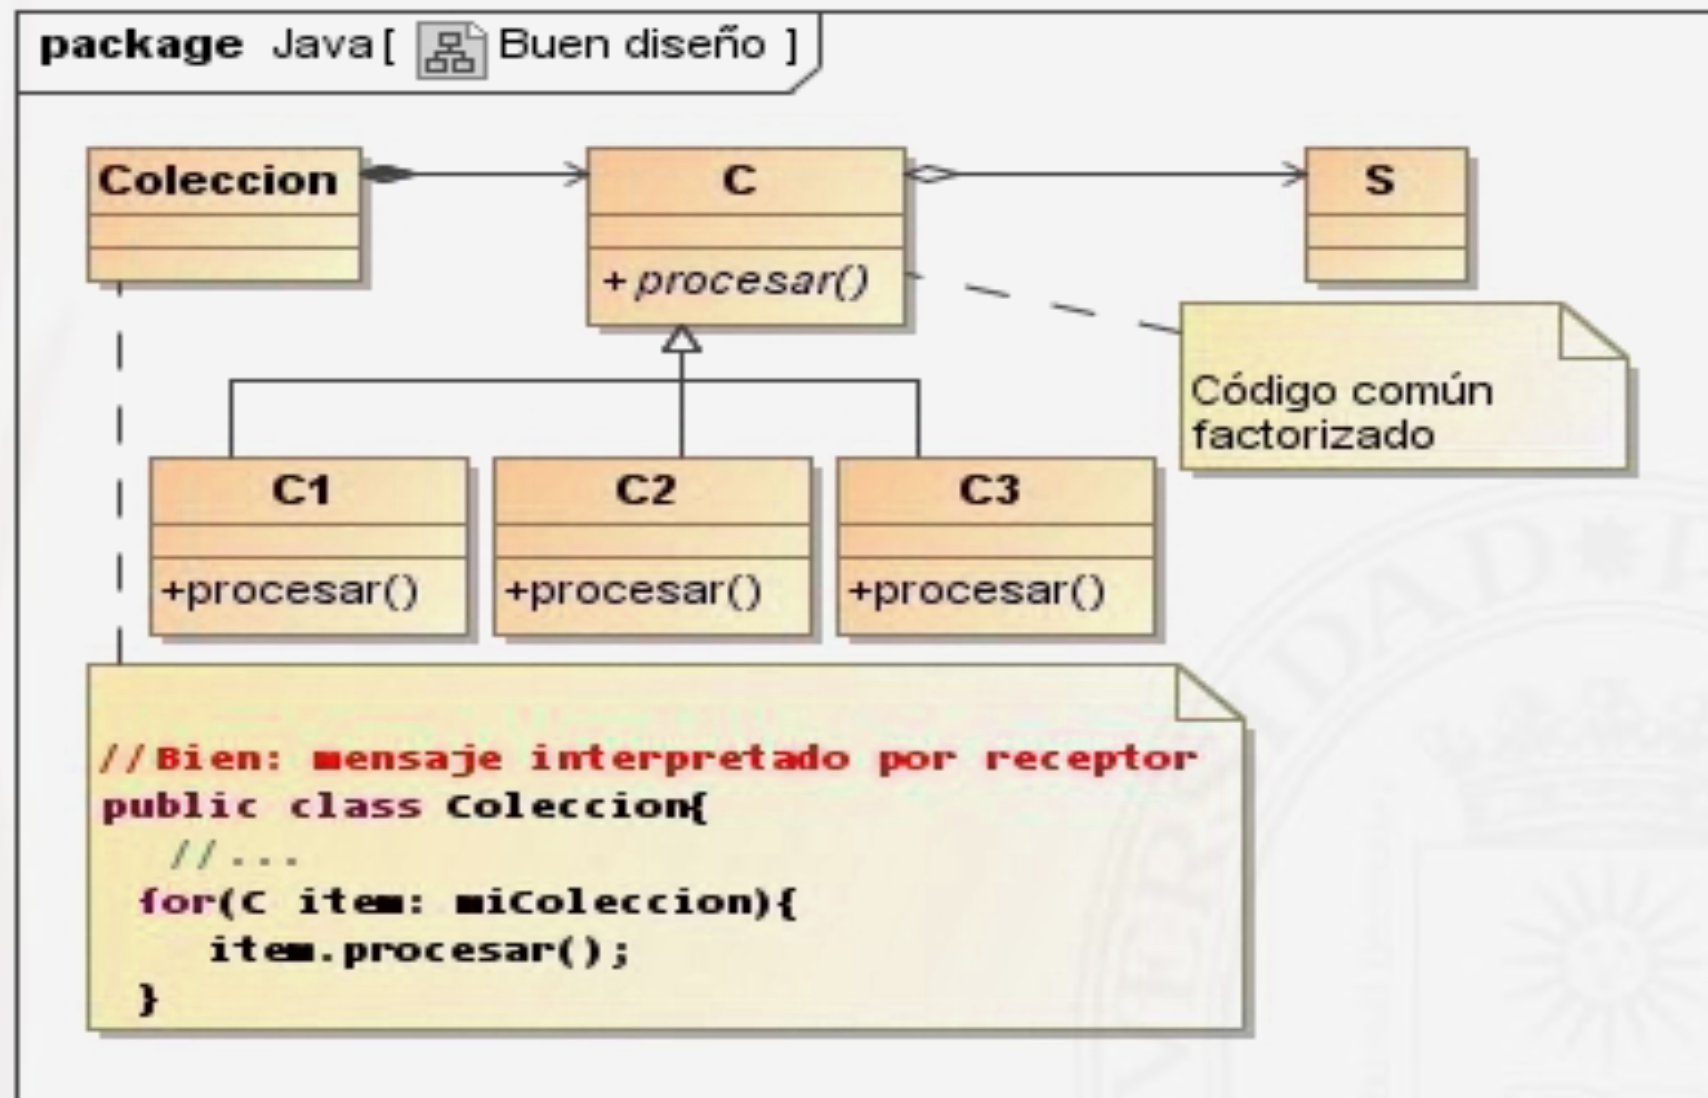 package Java[ Buen diseño ]
Coleccion
C
S
+ procesar()
Código común
factorizado
C1
C2
C3
+procesar()
+procesar()
+procesar()
//Bien: mensaje interpretado por receptor
public class Coleccion{
//...
for(C item: miColeccion){
item.procesar();
}